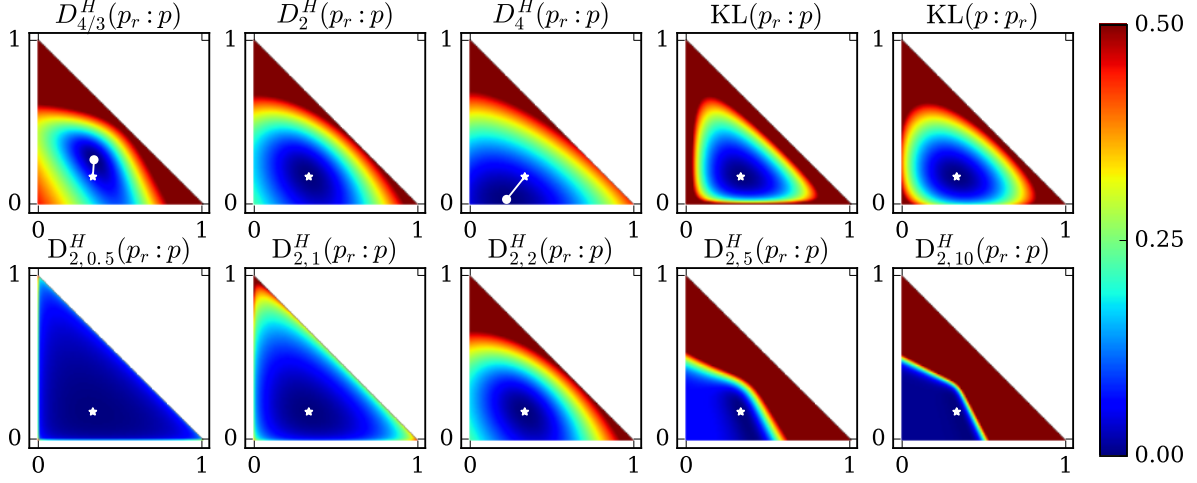 D^H_{4/3}(p_r : p) D^H_2(p_r : p) D^H_4(p_r : p) KL(p_r : p) KL(p : p_r)
1 1 1 1 1 0.50
0 0 0 0 0
0 1 0 1 0 1 0 1 0 1
0.25
D^H_{2,0.5}(p_r : p) D^H_{2,1}(p_r : p) D^H_{2,2}(p_r : p) D^H_{2,5}(p_r : p) D^H_{2,10}(p_r : p)
1 1 1 1 1
0 0 0 0 0 0.00
0 1 0 1 0 1 0 1 0 1